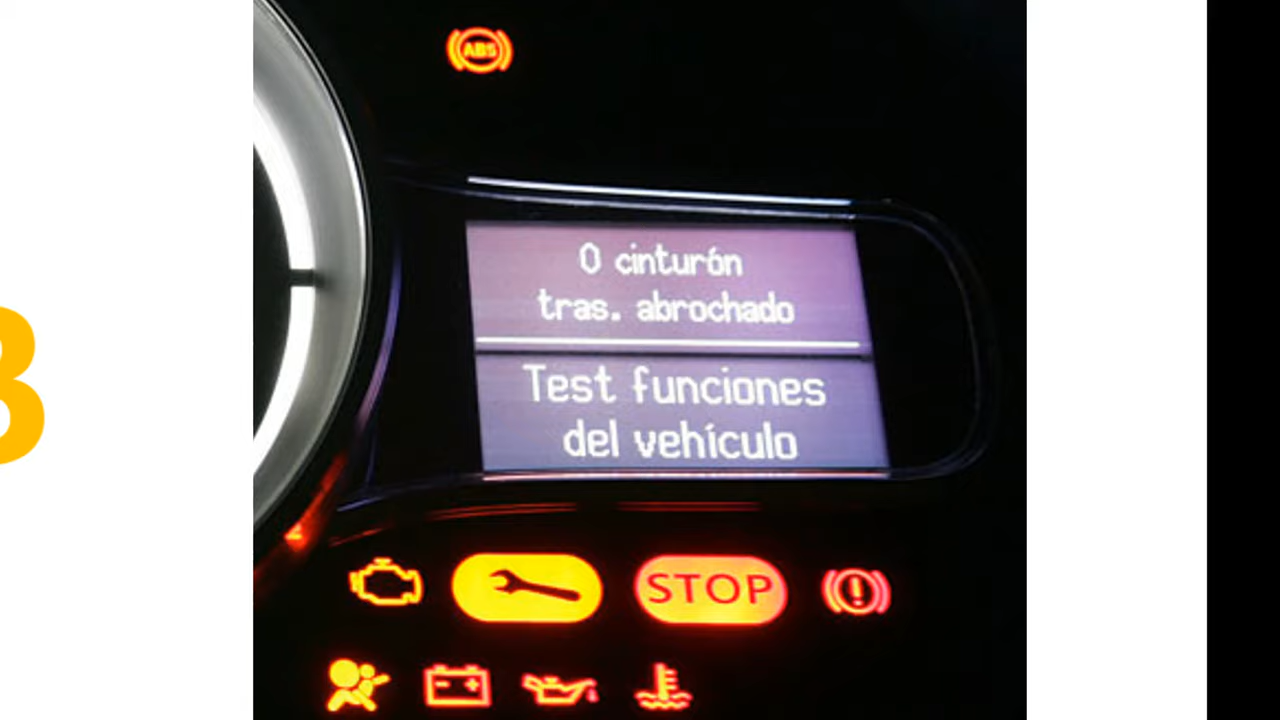 ABS
0 cinturón
tras. abrochado
Test funciones
del vehículo
STOP